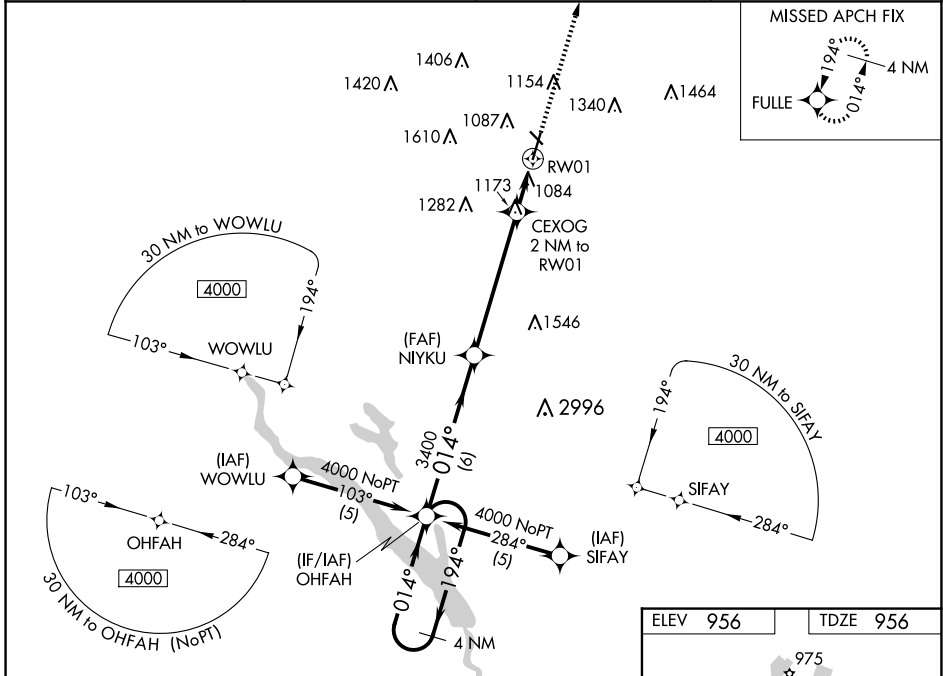 MISSED APCH FIX
194°
4 NM
FULLE
014°
1406
1420
1154
1340
1464
1087
1610
RW01
1173
1084
1282
CEXOG
2 NM to
RW01
30 NM to WOWLU
4000
194°
103°
WOWLU
1546
(FAF)
NIYKU
2996
30 NM to SIFAY
194°
4000
SIFAY
284°
3400
014°
(6)
(IAF)
WOWLU
4000 NoPT
103°
(5)
4000 NoPT
284°
(5)
(IAF)
SIFAY
(IF/IAF)
OHFAH
014°
194°
4 NM
103°
OHFAH
284°
4000
30 NM to OHFAH (NoPT)
ELEV 956
TDZE 956
975